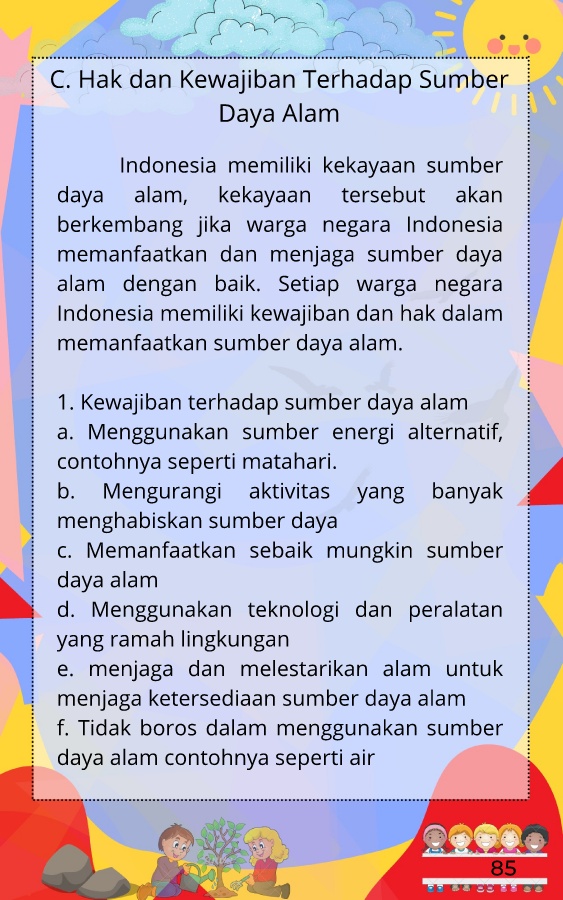 C. Hak dan Kewajiban Terhadap Sumber
Daya Alam
Indonesia memiliki kekayaan sumber
daya alam, kekayaan tersebut akan
berkembang jika warga negara Indonesia
memanfaatkan dan menjaga sumber daya
alam dengan baik. Setiap warga negara
Indonesia memiliki kewajiban dan hak dalam
memanfaatkan sumber daya alam.
1. Kewajiban terhadap sumber daya alam
a. Menggunakan sumber energi alternatif,
contohnya seperti matahari.
b. Mengurangi aktivitas yang banyak
menghabiskan sumber daya
c. Memanfaatkan sebaik mungkin sumber
daya alam
d. Menggunakan teknologi dan peralatan
yang ramah lingkungan
e. menjaga dan melestarikan alam untuk
menjaga ketersediaan sumber daya alam
f. Tidak boros dalam menggunakan sumber
daya alam contohnya seperti air
85